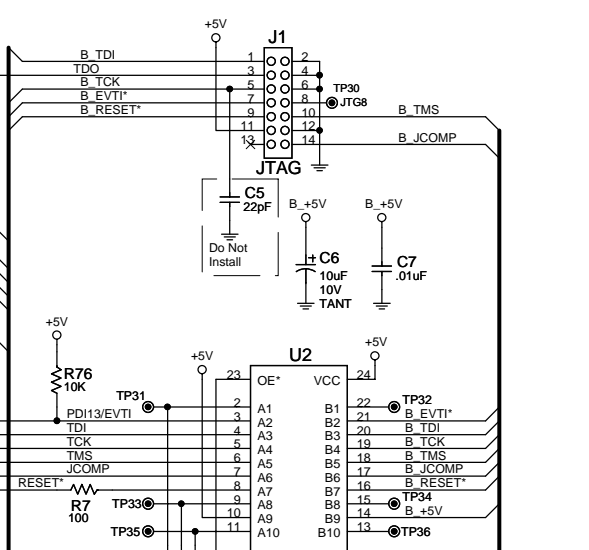 +5V
J1
B_TDI 1 2
TDO 3 4
B_TCK 5 6 TP30
B_EVTI* 7 8 JTG8
B_RESET* 9 10 B_TMS
11 12
13 14 B_JCOMP
JTAG
C5
22pF
Do Not
Install
B_+5V
C6
10uF
10V
TANT
B_+5V
C7
.01uF
+5V
R76
10K
+5V
U2
+5V
23 OE* VCC 24
TP31 2 A1 B1 22 TP32
PDI13/EVTI 3 A2 B2 21 B_EVTI*
TDI 4 A3 B3 20 B_TDI
TCK 5 A4 B4 19 B_TCK
TMS 6 A5 B5 18 B_TMS
JCOMP 7 A6 B6 17 B_JCOMP
RESET* 8 A7 B7 16 B_RESET*
R7
100
TP33 9 A8 B8 15 TP34
10 A9 B9 14 B_+5V
TP35 11 A10 B10 13 TP36